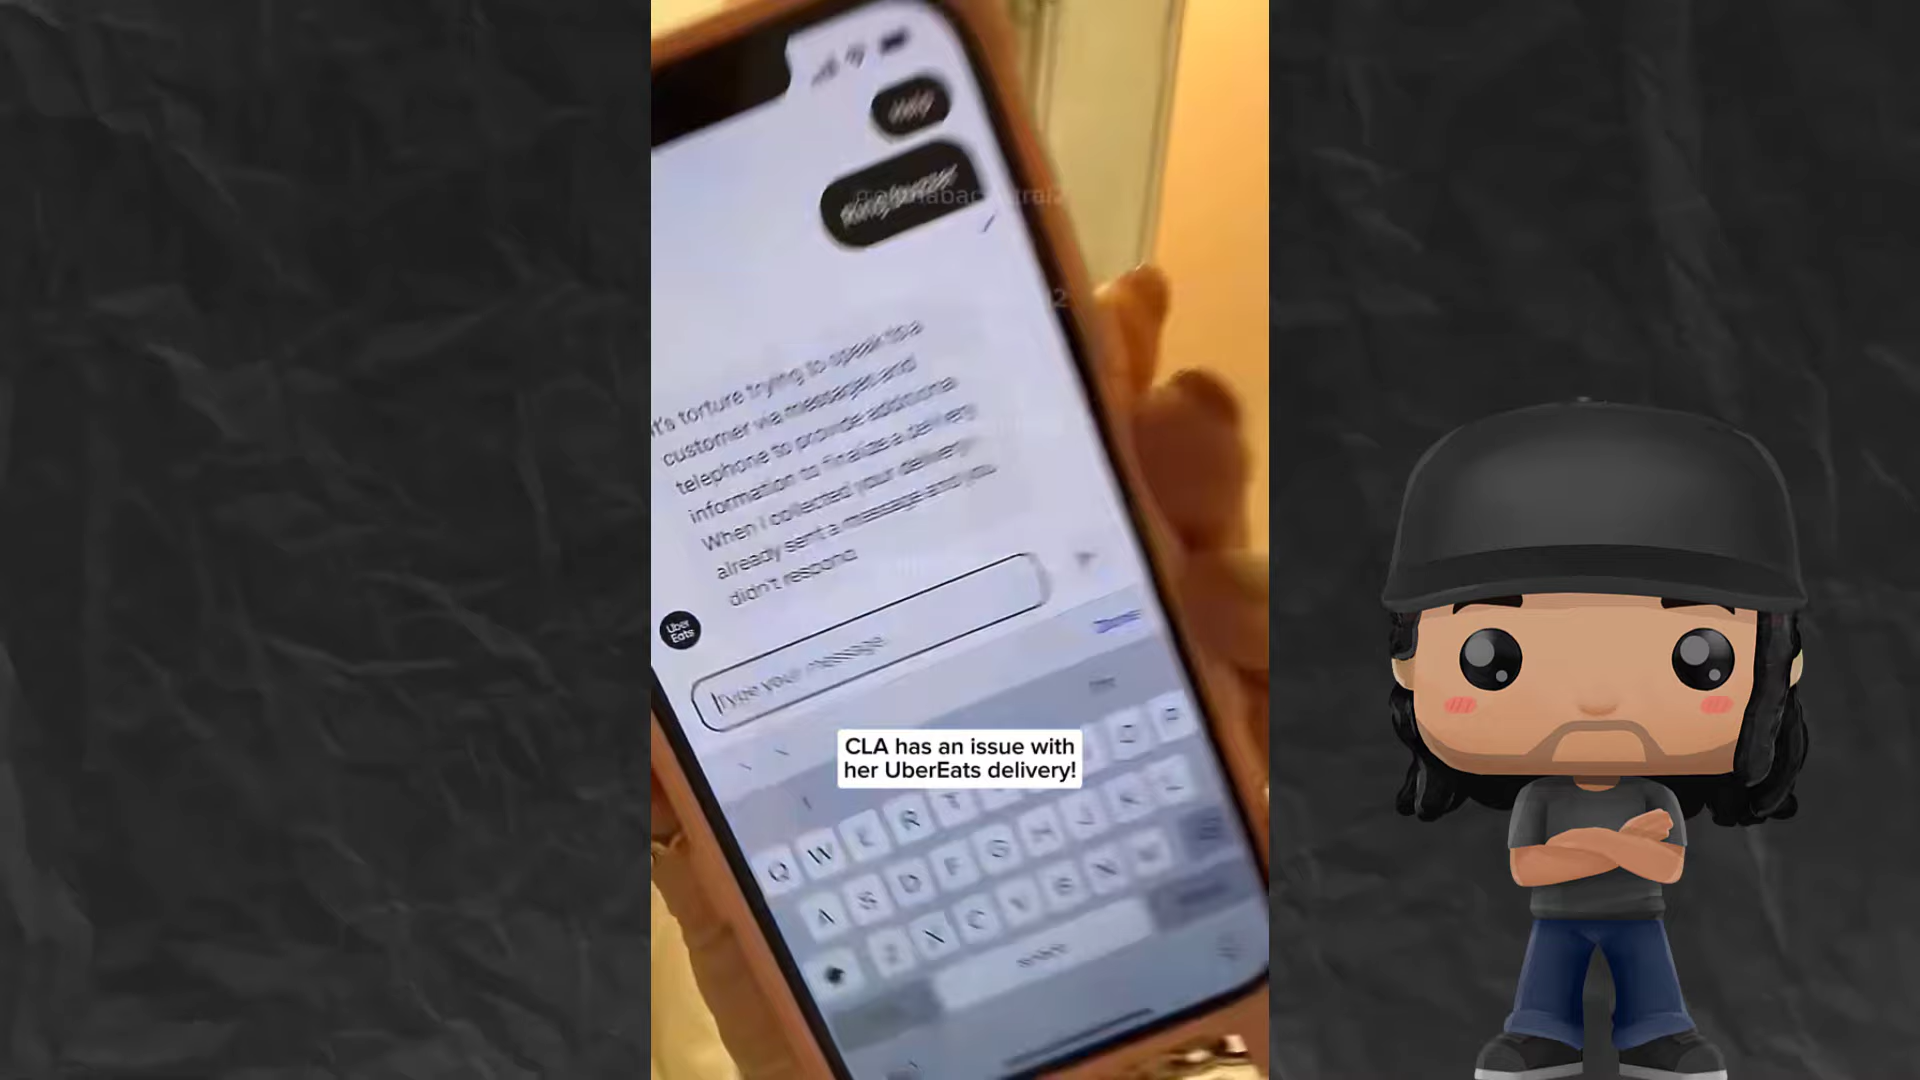 It's torture trying to speak to a
customer via messages and
telephone to provide additional
information to finalize a delivery
When I collected your delivery
already sent a message and you
didn't respond
Uber
Eats
Type your message
CLA has an issue with
her UberEats delivery!
Q W E R
A S D F G H J K L
C V B N
space